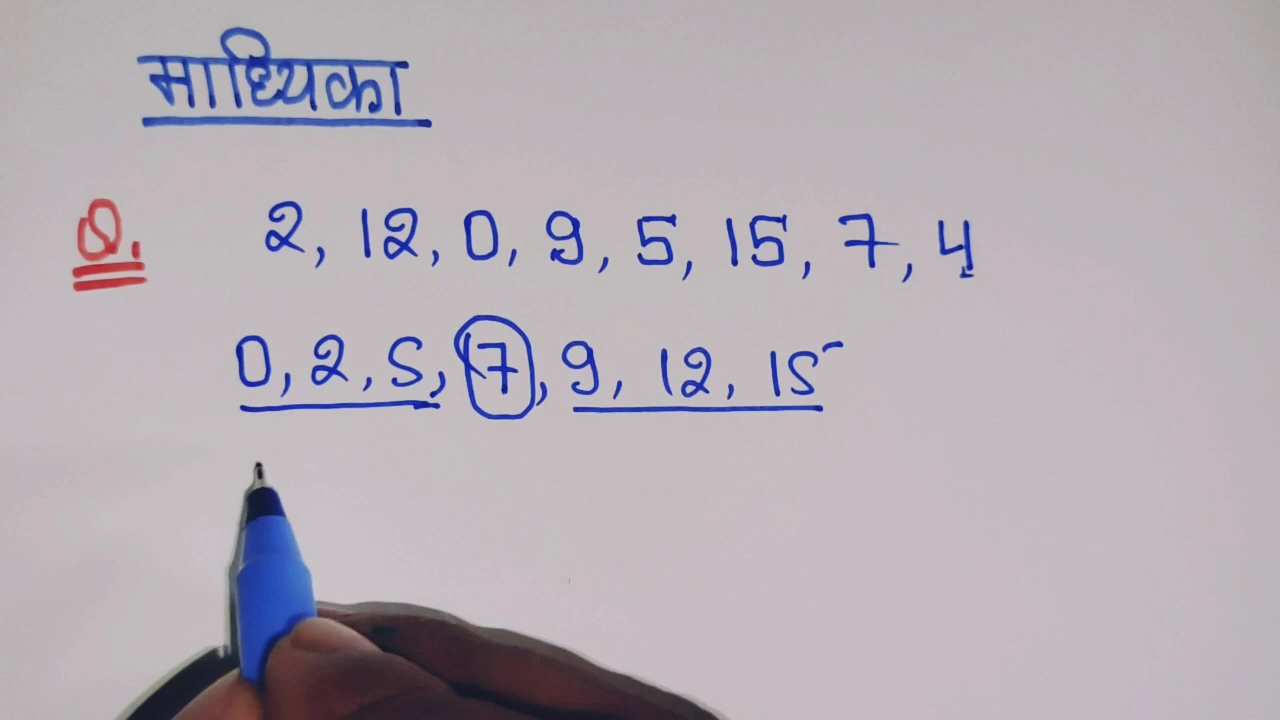 माध्यिका
Q. 2, 12, 0, 9, 5, 15, 7, 4
0, 2, 5, 7, 9, 12, 15